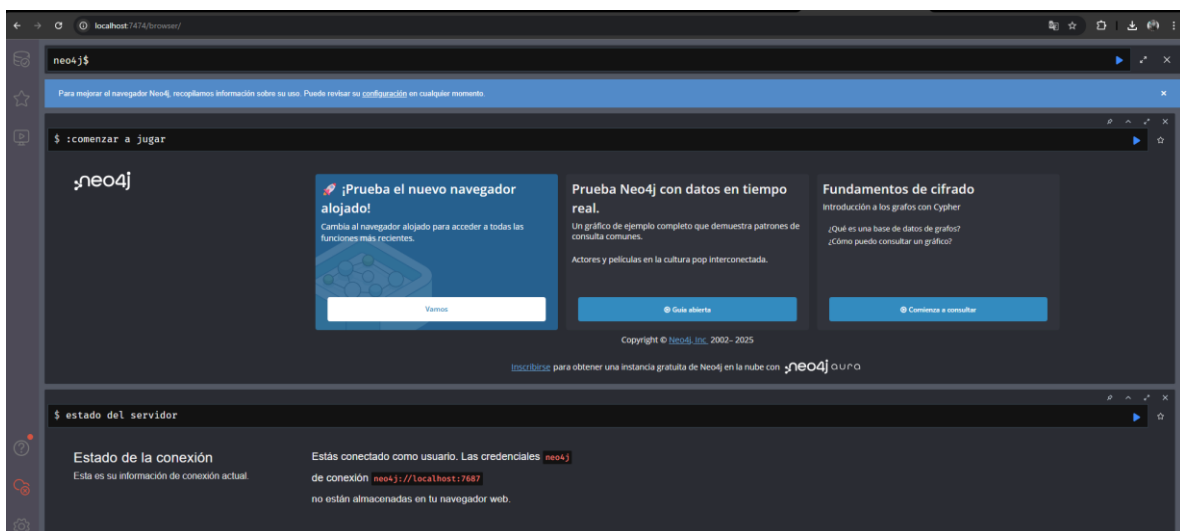 localhost:7474/browser/
neo4j$
Para mejorar el navegador Neo4j, recopilamos información sobre su uso. Puede revisar su configuración en cualquier momento.
$ :comenzar a jugar
neo4j
🚀 ¡Prueba el nuevo navegador
alojado!
Cambia al navegador alojado para acceder a todas las
funciones más recientes.
Vamos
Prueba Neo4j con datos en tiempo
real.
Un gráfico de ejemplo completo que demuestra patrones de
consulta comunes.
Actores y películas en la cultura pop interconectada.
Guía abierta
Fundamentos de cifrado
Introducción a los grafos con Cypher
¿Qué es una base de datos de grafos?
¿Cómo puedo consultar un gráfico?
Comienza a consultar
Copyright © Neo4j, Inc. 2002– 2025
Inscribirse para obtener una instancia gratuita de Neo4j en la nube con neo4j aura
$ estado del servidor
Estado de la conexión
Esta es su información de conexión actual.
Estás conectado como usuario. Las credenciales neo4j
de conexión neo4j://localhost:7687
no están almacenadas en tu navegador web.